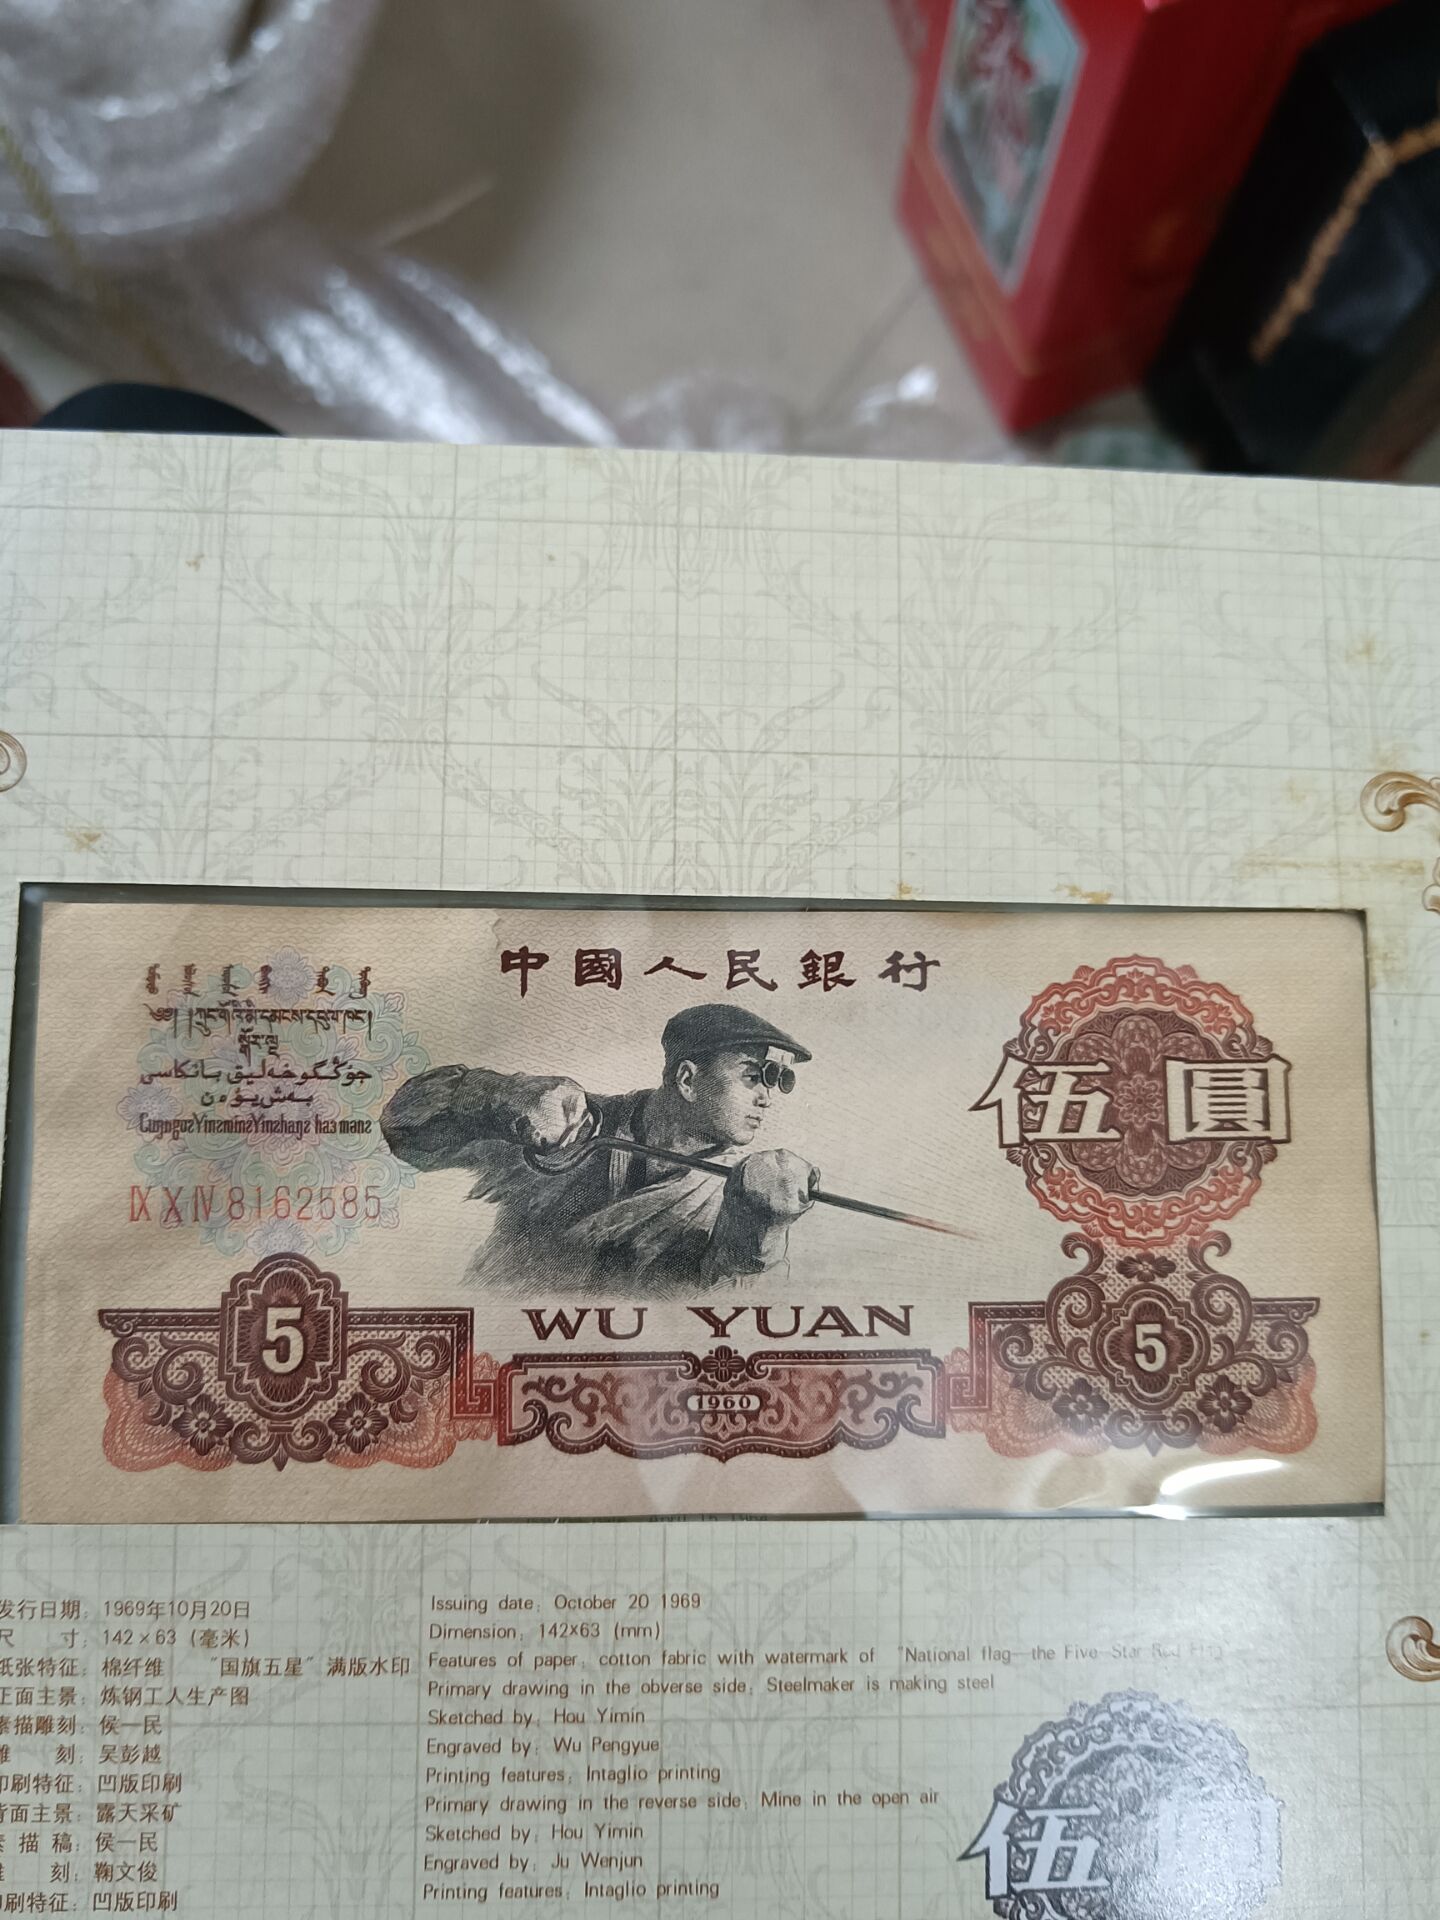 中國人民銀行
جۇڭگو خەلىق بانكاسى
بەش يۈەن
伍圓
ⅨⅩⅣ8162585
5
WU YUAN
5
1960
发行日期：1969年10月20日
尺 寸：142×63（毫米）
纸张特征：棉纤维 "国旗五星"满版水印
正面主景：炼钢工人生产图
素描雕刻：侯一民
雕 刻：吴彭越
印刷特征：凹版印刷
背面主景：露天采矿
素描稿：侯一民
雕 刻：鞠文俊
印刷特征：凹版印刷
Issuing date: October 20 1969
Dimension: 142×63 (mm)
Features of paper: cotton fabric with watermark of "National flag—the Five-Star Red Flag"
Primary drawing in the obverse side: Steelmaker is making steel
Sketched by: Hou Yimin
Engraved by: Wu Pengyue
Printing features: Intaglio printing
Primary drawing in the reverse side: Mine in the open air
Sketched by: Hou Yimin
Engraved by: Ju Wenjun
Printing features: Intaglio printing
伍圓